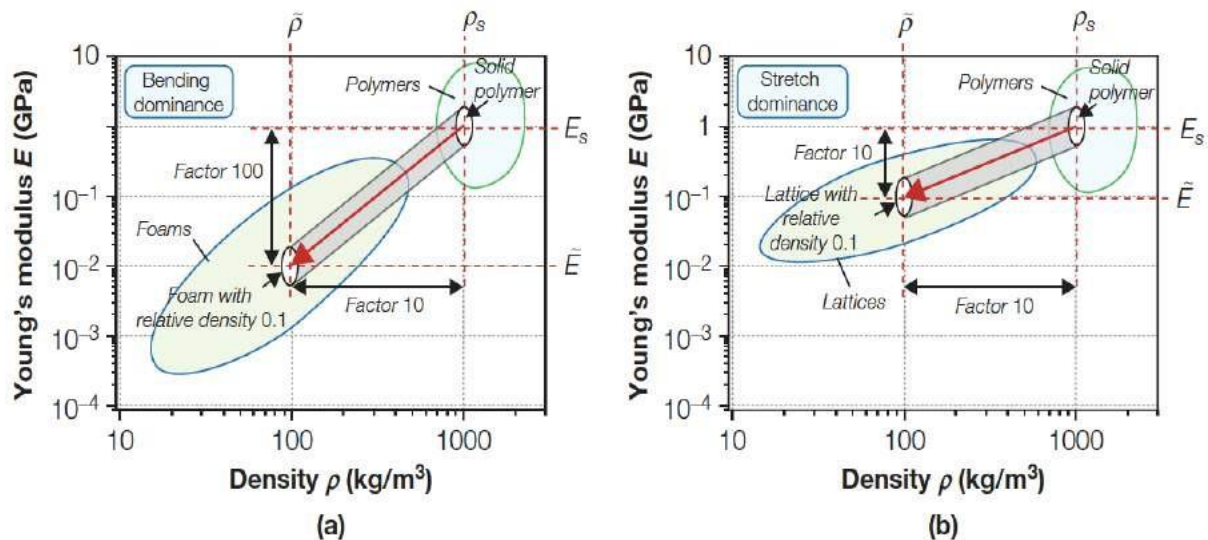 ρ̃
ρₛ
10
Bending
dominance
Polymers
Solid
polymer
1
Eₛ
Factor 100
10⁻¹
Foams
10⁻²
Ẽ
Foam with
relative density 0.1
Factor 10
10⁻³
10⁻⁴
10
100
1000
Young's modulus E (GPa)
Density ρ (kg/m³)
(a)
ρ̃
ρₛ
10
Stretch
dominance
Polymers
Solid
polymer
1
Eₛ
Factor 10
10⁻¹
Lattice with
relative
density 0.1
Ẽ
10⁻²
Lattices
Factor 10
10⁻³
10⁻⁴
10
100
1000
Young's modulus E (GPa)
Density ρ (kg/m³)
(b)